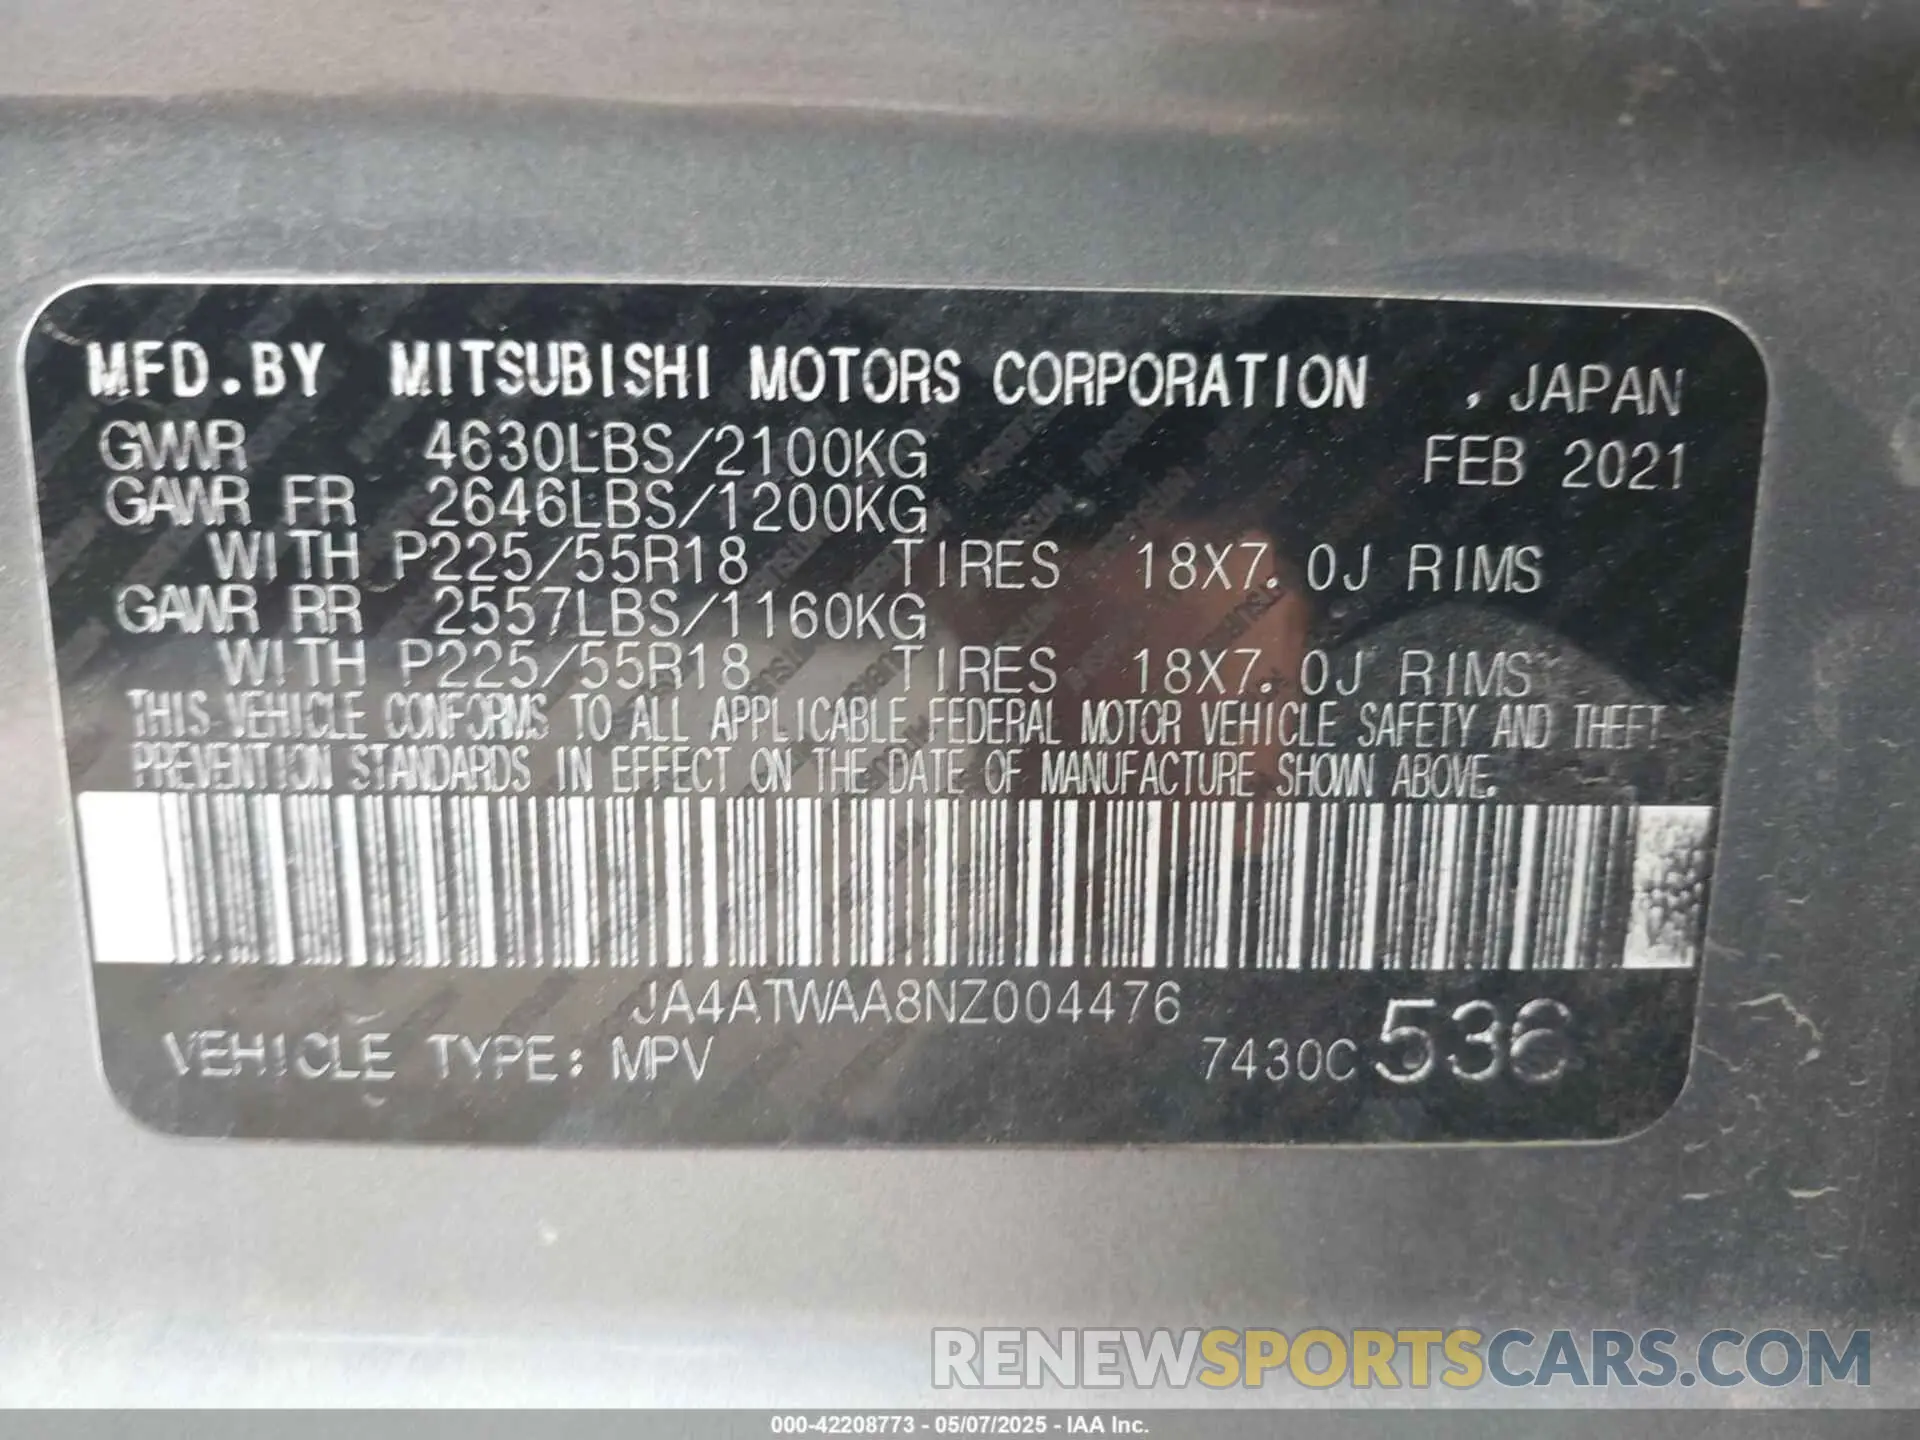 MFD.BY MITSUBISHI MOTORS CORPORATION , JAPAN
GVWR 4630LBS/2100KG FEB 2021
GAWR FR 2646LBS/1200KG
WITH P225/55R18 TIRES 18X7.0J RIMS
GAWR RR 2557LBS/1160KG
WITH P225/55R18 TIRES 18X7.0J RIMS
THIS VEHICLE CONFORMS TO ALL APPLICABLE FEDERAL MOTOR VEHICLE SAFETY AND THEFT
PREVENTION STANDARDS IN EFFECT ON THE DATE OF MANUFACTURE SHOWN ABOVE.
JA4ATWAA8NZ004476
VEHICLE TYPE: MPV 7430C 536
RENEWSPORTSCARS.COM
000-42208773 - 05/07/2025 - IAA Inc.